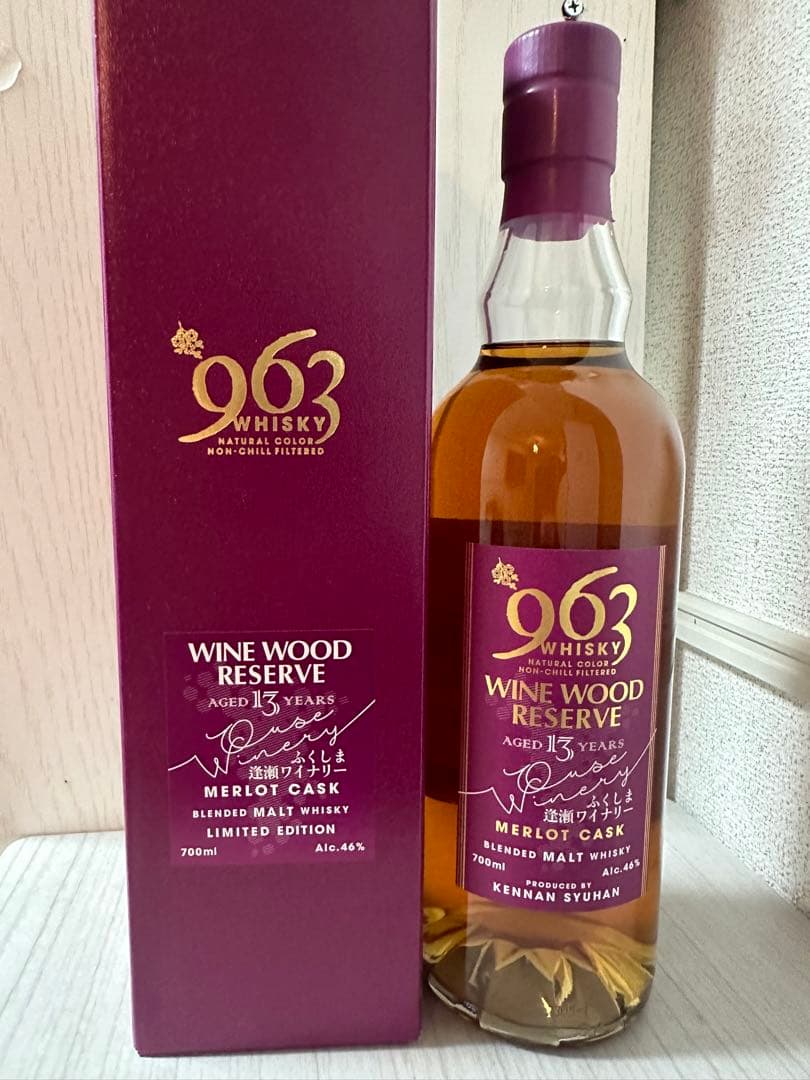 963
WHISKY
NATURAL COLOR
NON-CHILL FILTERED
WINE WOOD
RESERVE
AGED 13 YEARS
Ouse
Winery
ふくしま
逢瀬ワイナリー
MERLOT CASK
BLENDED MALT WHISKY
LIMITED EDITION
700ml Alc.46%
963
WHISKY
NATURAL COLOR
NON-CHILL FILTERED
WINE WOOD
RESERVE
AGED 13 YEARS
Ouse
Winery
ふくしま
逢瀬ワイナリー
MERLOT CASK
BLENDED MALT WHISKY
700ml Alc.46%
PRODUCED BY
KENNAN SYUHAN